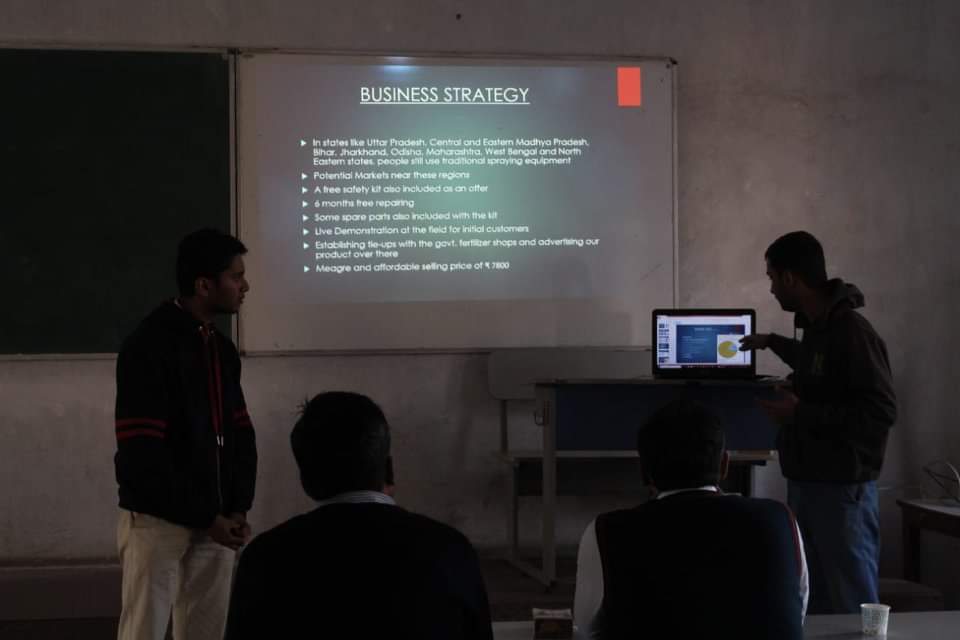 BUSINESS STRATEGY
In states like Uttar Pradesh, Central and Eastern Madhya Pradesh,
Bihar, Jharkhand, Odisha, Maharashtra, West Bengal and North
Eastern states, people still use traditional spraying equipment
Potential Markets near these regions
A free safety kit also included as an offer
6 months free repairing
Some spare parts also included with the kit
Live Demonstration at the field for initial customers
Establishing tie-ups with the govt. fertilizer shops and advertising our
product over there
Meagre and affordable selling price of ₹ 7800